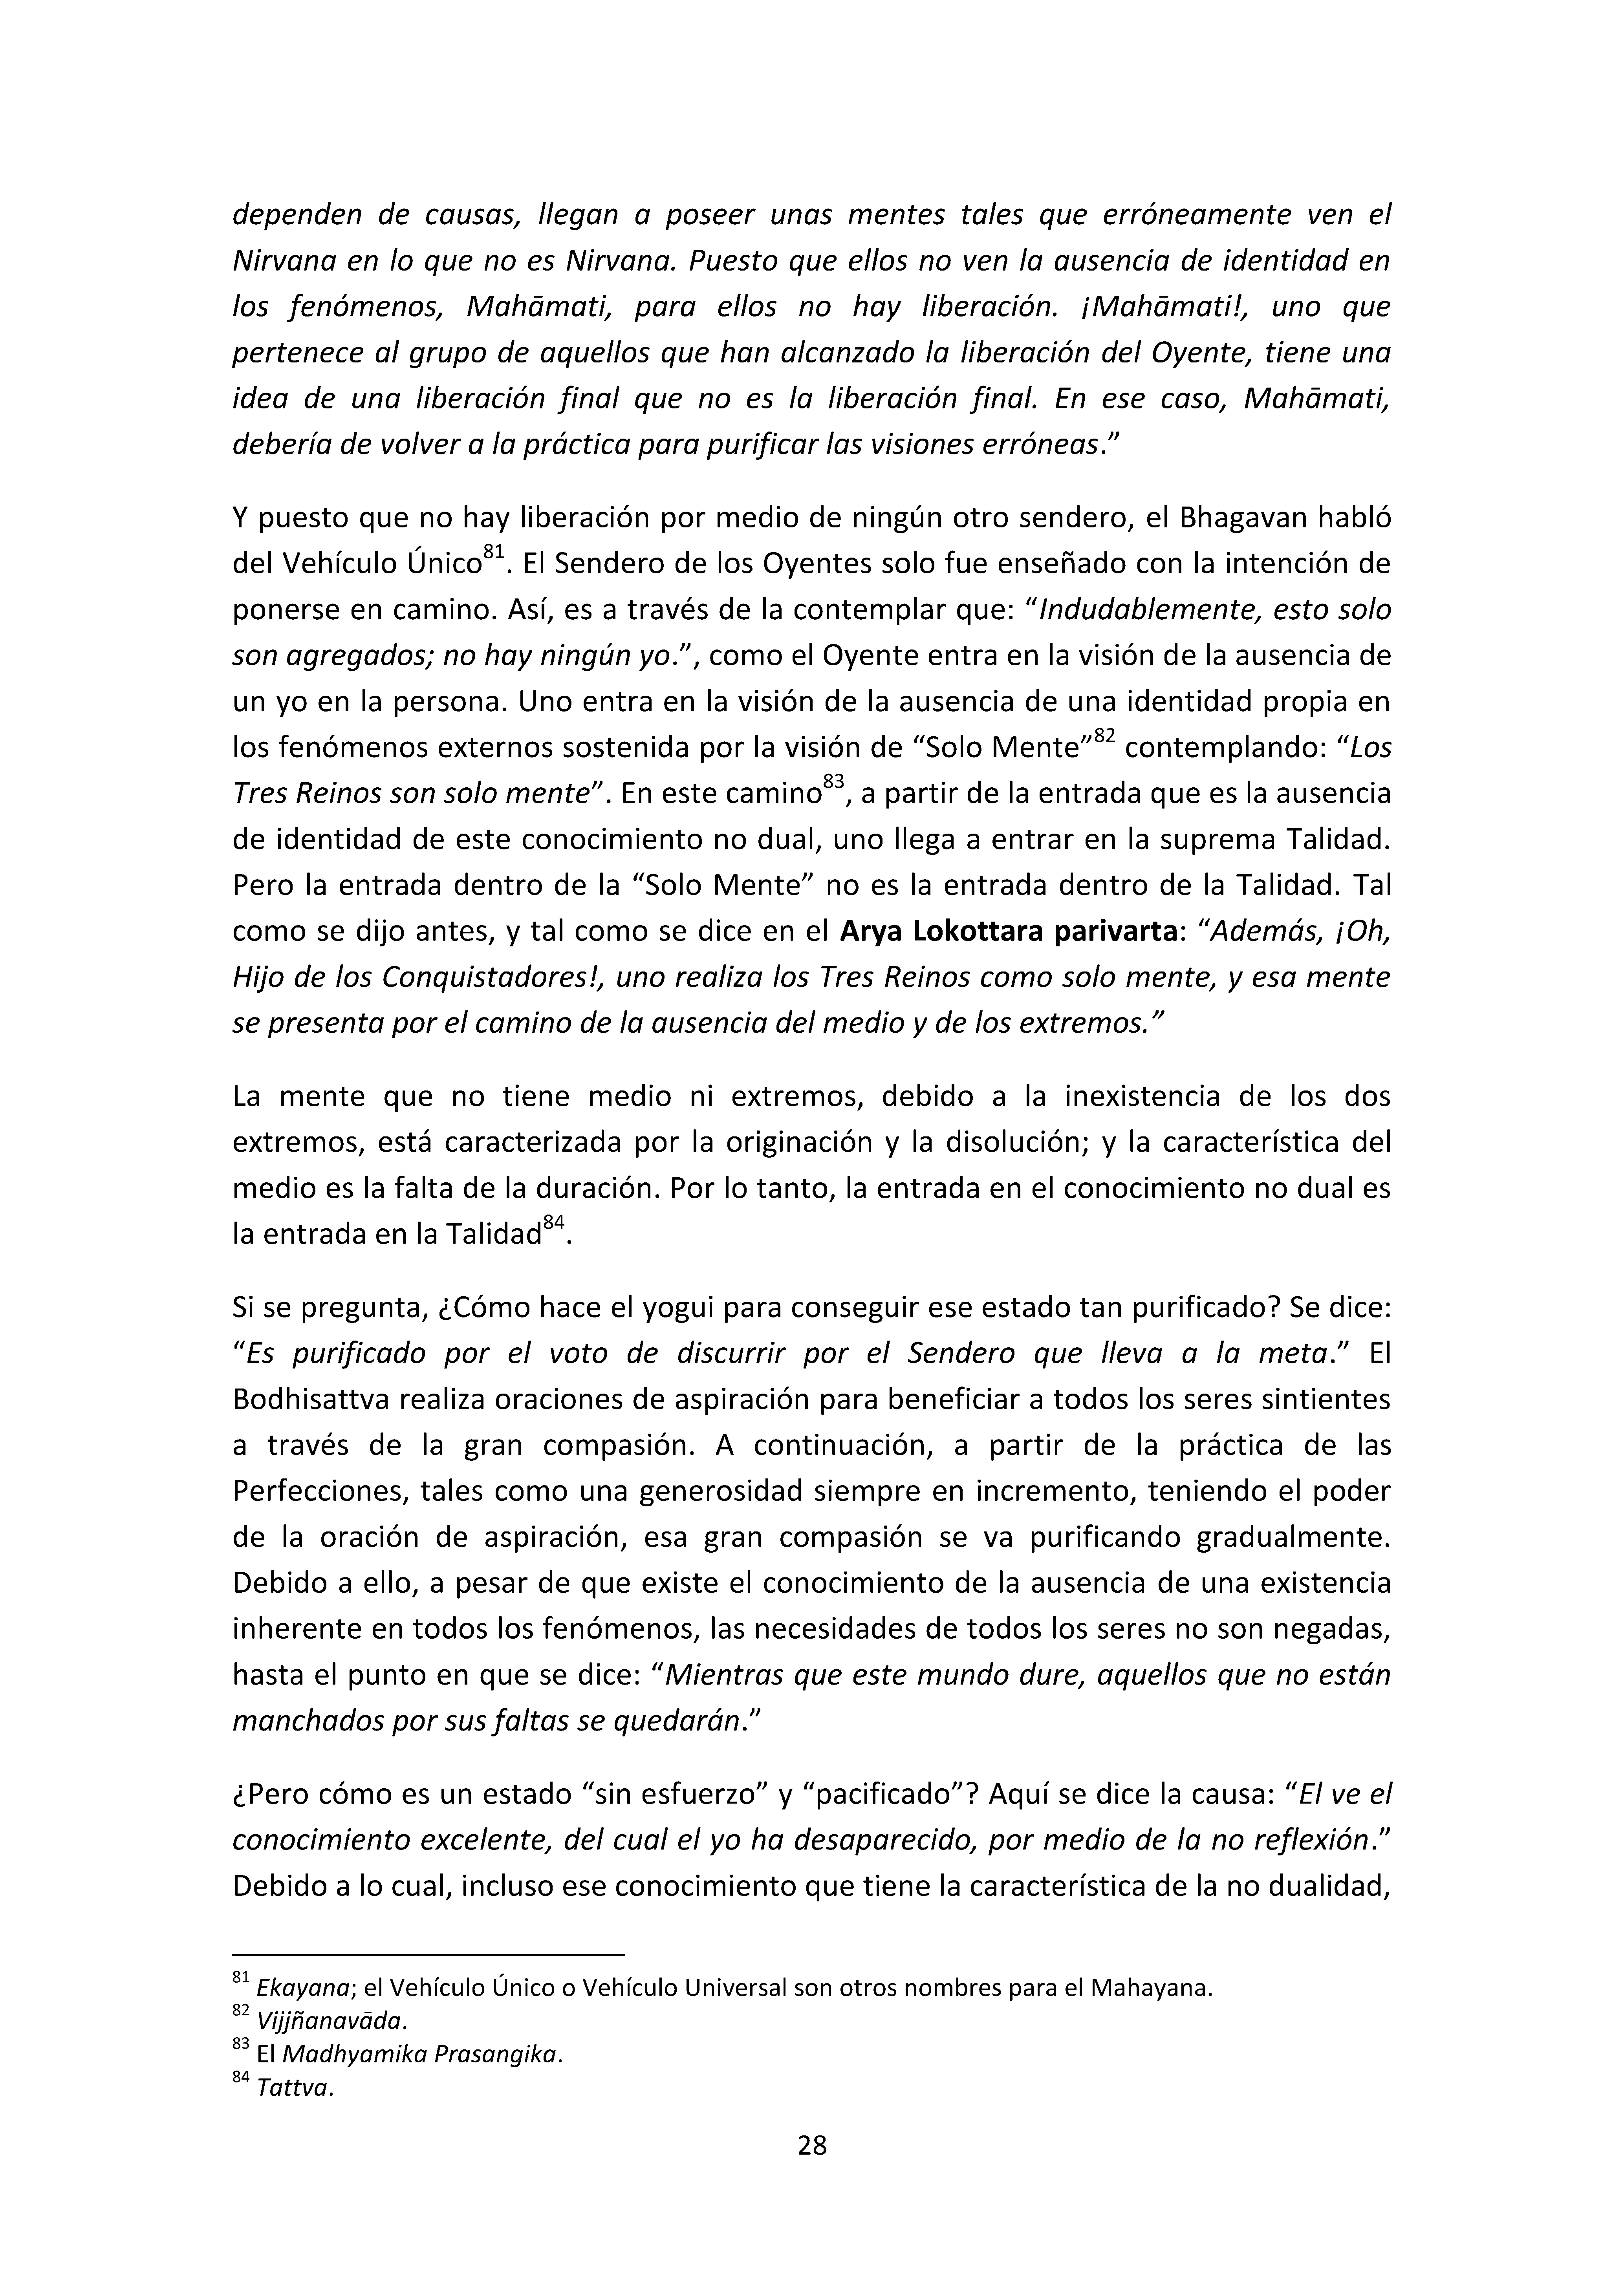 dependen de causas, llegan a poseer unas mentes tales que erróneamente ven el
Nirvana en lo que no es Nirvana. Puesto que ellos no ven la ausencia de identidad en
los fenómenos, Mahāmati, para ellos no hay liberación. ¡Mahāmati!, uno que
pertenece al grupo de aquellos que han alcanzado la liberación del Oyente, tiene una
idea de una liberación final que no es la liberación final. En ese caso, Mahāmati,
debería de volver a la práctica para purificar las visiones erróneas.”
Y puesto que no hay liberación por medio de ningún otro sendero, el Bhagavan habló
del Vehículo Único81. El Sendero de los Oyentes solo fue enseñado con la intención de
ponerse en camino. Así, es a través de la contemplar que: “Indudablemente, esto solo
son agregados; no hay ningún yo.”, como el Oyente entra en la visión de la ausencia de
un yo en la persona. Uno entra en la visión de la ausencia de una identidad propia en
los fenómenos externos sostenida por la visión de “Solo Mente”82 contemplando: “Los
Tres Reinos son solo mente”. En este camino83, a partir de la entrada que es la ausencia
de identidad de este conocimiento no dual, uno llega a entrar en la suprema Talidad.
Pero la entrada dentro de la “Solo Mente” no es la entrada dentro de la Talidad. Tal
como se dijo antes, y tal como se dice en el Arya Lokottara parivarta: “Además, ¡Oh,
Hijo de los Conquistadores!, uno realiza los Tres Reinos como solo mente, y esa mente
se presenta por el camino de la ausencia del medio y de los extremos.”
La mente que no tiene medio ni extremos, debido a la inexistencia de los dos
extremos, está caracterizada por la originación y la disolución; y la característica del
medio es la falta de la duración. Por lo tanto, la entrada en el conocimiento no dual es
la entrada en la Talidad84.
Si se pregunta, ¿Cómo hace el yogui para conseguir ese estado tan purificado? Se dice:
“Es purificado por el voto de discurrir por el Sendero que lleva a la meta.” El
Bodhisattva realiza oraciones de aspiración para beneficiar a todos los seres sintientes
a través de la gran compasión. A continuación, a partir de la práctica de las
Perfecciones, tales como una generosidad siempre en incremento, teniendo el poder
de la oración de aspiración, esa gran compasión se va purificando gradualmente.
Debido a ello, a pesar de que existe el conocimiento de la ausencia de una existencia
inherente en todos los fenómenos, las necesidades de todos los seres no son negadas,
hasta el punto en que se dice: “Mientras que este mundo dure, aquellos que no están
manchados por sus faltas se quedarán.”
¿Pero cómo es un estado “sin esfuerzo” y “pacificado”? Aquí se dice la causa: “El ve el
conocimiento excelente, del cual el yo ha desaparecido, por medio de la no reflexión.”
Debido a lo cual, incluso ese conocimiento que tiene la característica de la no dualidad,
81 Ekayana; el Vehículo Único o Vehículo Universal son otros nombres para el Mahayana.
82 Vijjñanavāda.
83 El Madhyamika Prasangika.
84 Tattva.
28